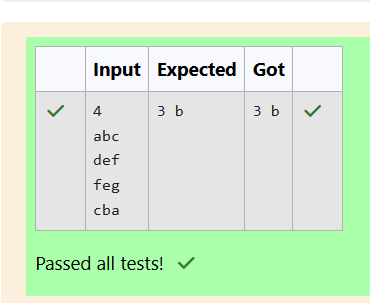 Input Expected Got
4 3 b 3 b
abc
def
feg
cba
Passed all tests!